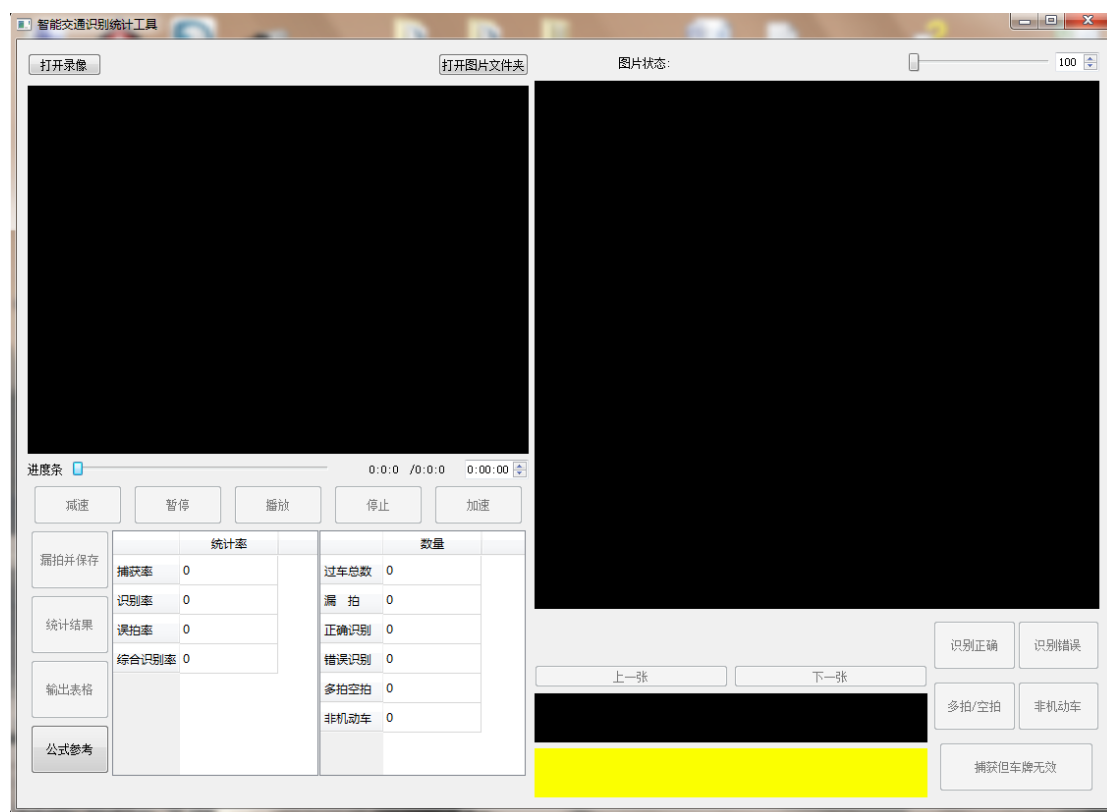 智能交通识别统计工具
打开录像
打开图片文件夹
图片状态:
100
进度条
0:0:0 /0:0:0
0:00:00
减速
暂停
播放
停止
加速
漏拍并保存
统计结果
输出表格
公式参考
统计率
捕获率 0
识别率 0
误拍率 0
综合识别率 0
数量
过车总数 0
漏 拍 0
正确识别 0
错误识别 0
多拍空拍 0
非机动车 0
上一张
下一张
识别正确
识别错误
多拍/空拍
非机动车
捕获但车牌无效